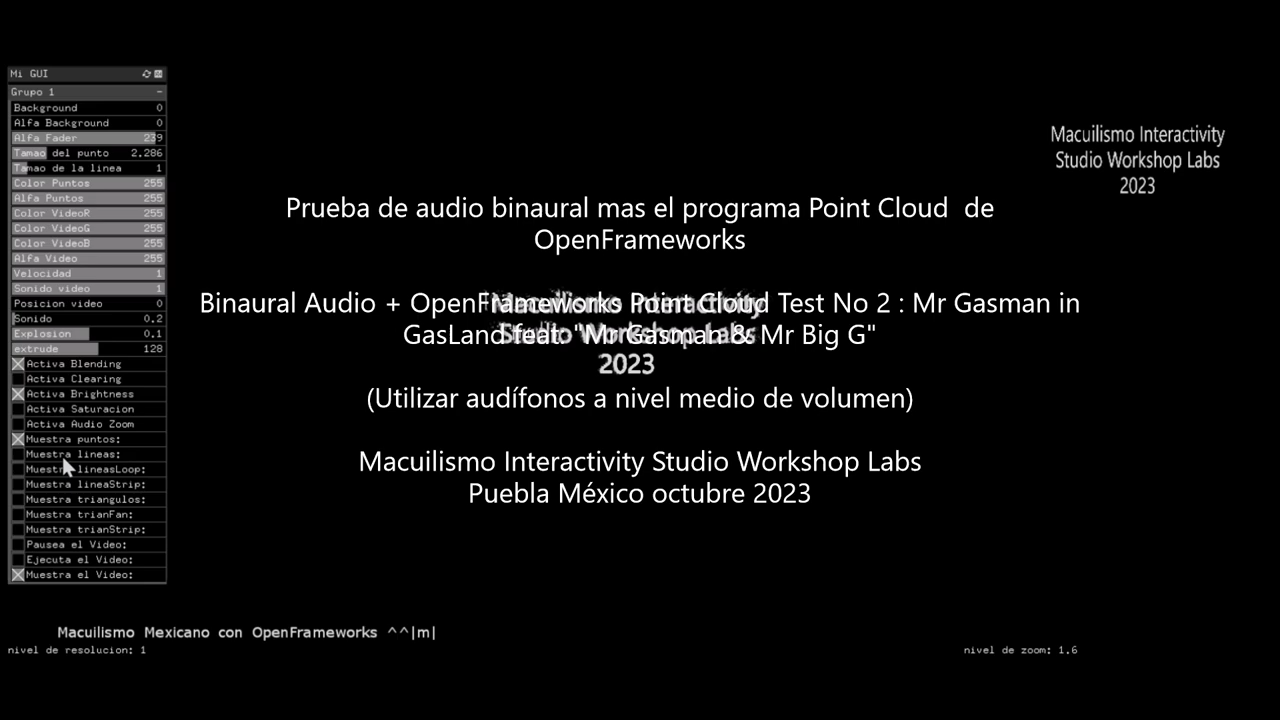 Mi GUI
Grupo 1
Background 0
Alfa Background 0
Alfa Fader 239
Tamao del punto 2.286
Tamao de la linea 1
Color Puntos 255
Alfa Puntos 255
Color VideoR 255
Color VideoG 255
Color VideoB 255
Alfa Video 255
Velocidad 1
Sonido video 1
Posicion video 0
Sonido 0.2
Explosion 0.1
extrude 128
Activa Blending
Activa Clearing
Activa Brightness
Activa Saturacion
Activa Audio Zoom
Muestra puntos:
Muestra lineas:
Muestra lineasLoop:
Muestra lineaStrip:
Muestra triangulos:
Muestra trianFan:
Muestra trianStrip:
Pausea el Video:
Ejecuta el Video:
Muestra el Video:
Macuilismo Interactivity
Studio Workshop Labs
2023
Prueba de audio binaural mas el programa Point Cloud de
OpenFrameworks
Binaural Audio + OpenFrameworks Point Cloud Test No 2 : Mr Gasman in
GasLand feat. "Mr Gasman & Mr Big G"
Macuilismo Interactivity
Studio Workshop Labs
2023
(Utilizar audífonos a nivel medio de volumen)
Macuilismo Interactivity Studio Workshop Labs
Puebla México octubre 2023
Macuilismo Mexicano con OpenFrameworks ^^|m|
nivel de resolucion: 1
nivel de zoom: 1.6